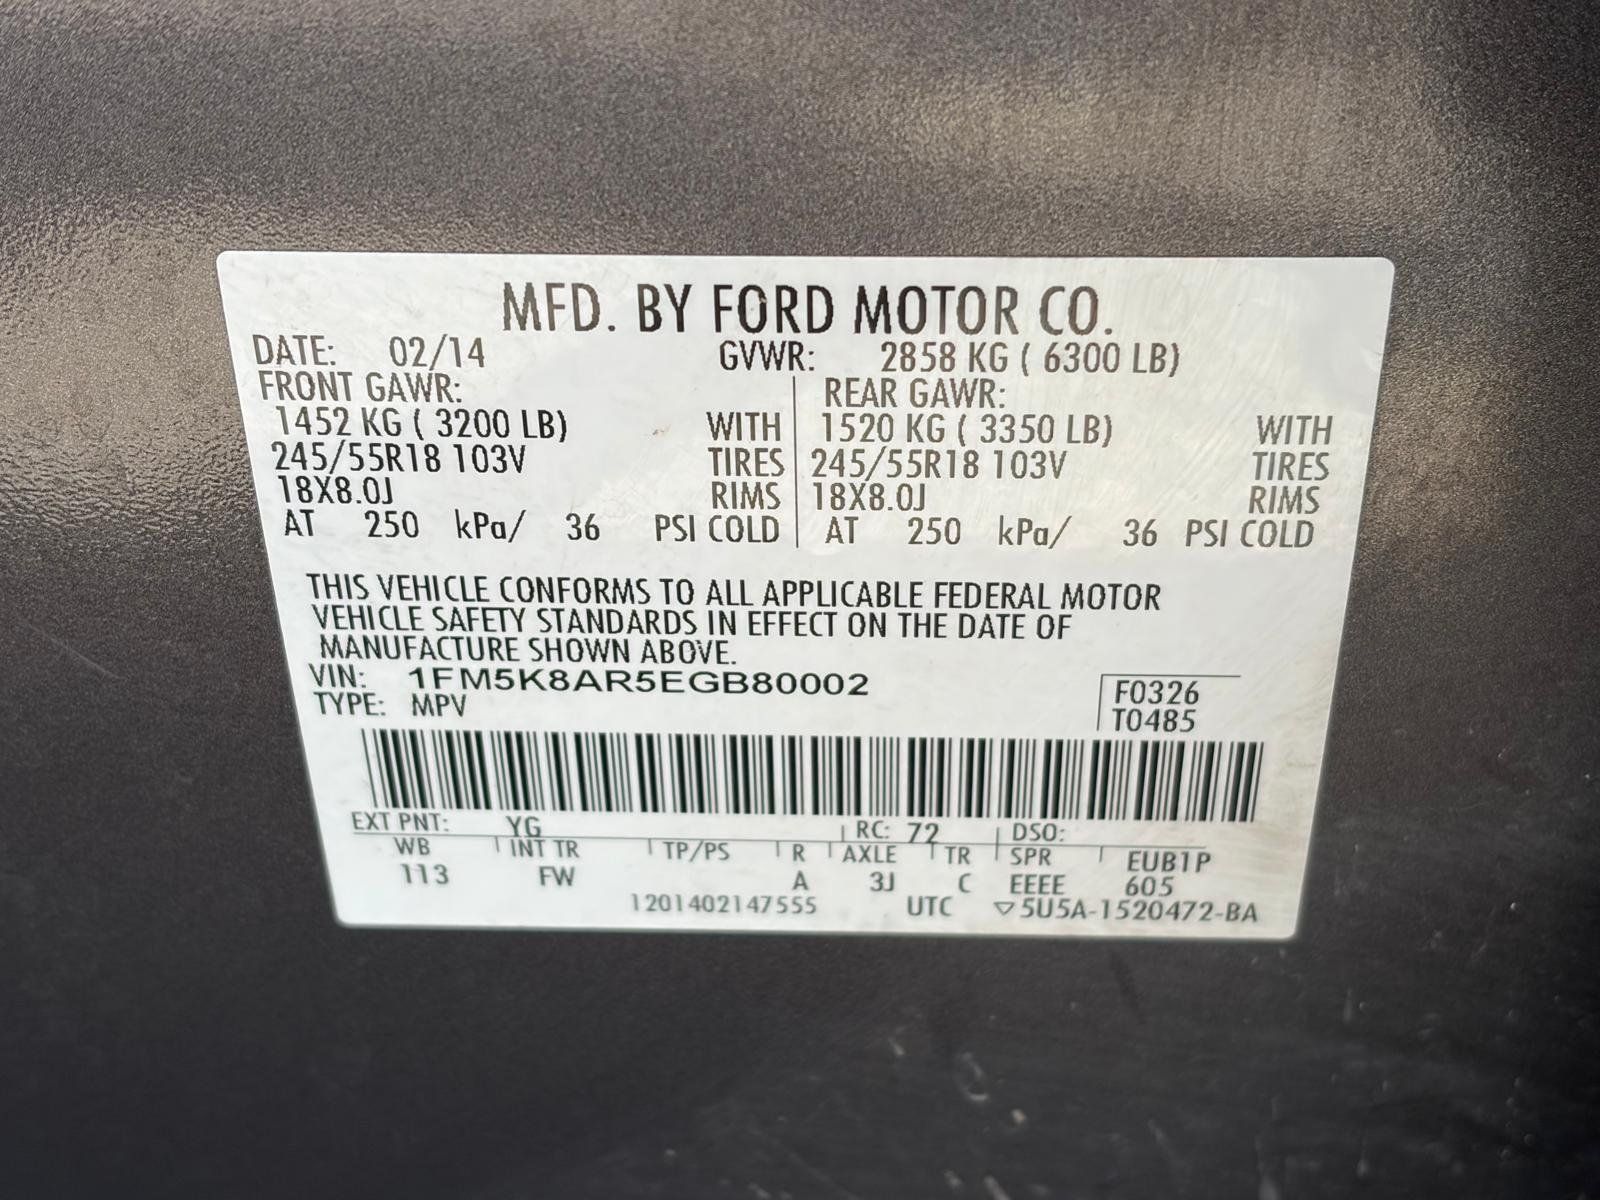 MFD. BY FORD MOTOR CO.
DATE: 02/14 GVWR: 2858 KG ( 6300 LB)
FRONT GAWR: REAR GAWR:
1452 KG ( 3200 LB) WITH 1520 KG ( 3350 LB) WITH
245/55R18 103V TIRES 245/55R18 103V TIRES
18X8.0J RIMS 18X8.0J RIMS
AT 250 kPa/ 36 PSI COLD AT 250 kPa/ 36 PSI COLD
THIS VEHICLE CONFORMS TO ALL APPLICABLE FEDERAL MOTOR
VEHICLE SAFETY STANDARDS IN EFFECT ON THE DATE OF
MANUFACTURE SHOWN ABOVE.
VIN: 1FM5K8AR5EGB80002 F0326
TYPE: MPV T0485
EXT PNT: YG RC: 72 DSO:
WB INT TR TP/PS R AXLE TR SPR EUB1P
113 FW A 3J C EEEE 605
1201402147555 UTC ▽5U5A-1520472-BA